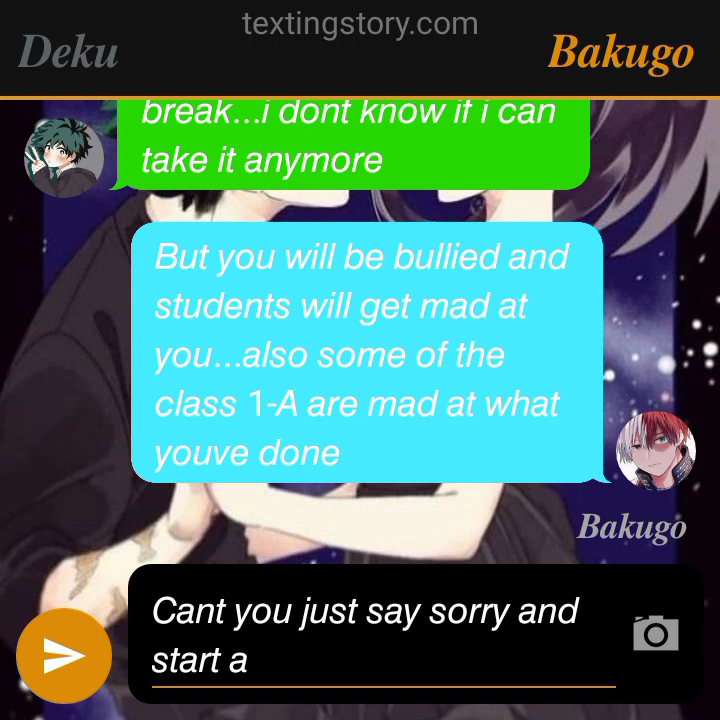 textingstory.com
Deku
Bakugo
break...i dont know if i can
take it anymore
But you will be bullied and
students will get mad at
you...also some of the
class 1-A are mad at what
youve done
Bakugo
Cant you just say sorry and
start a